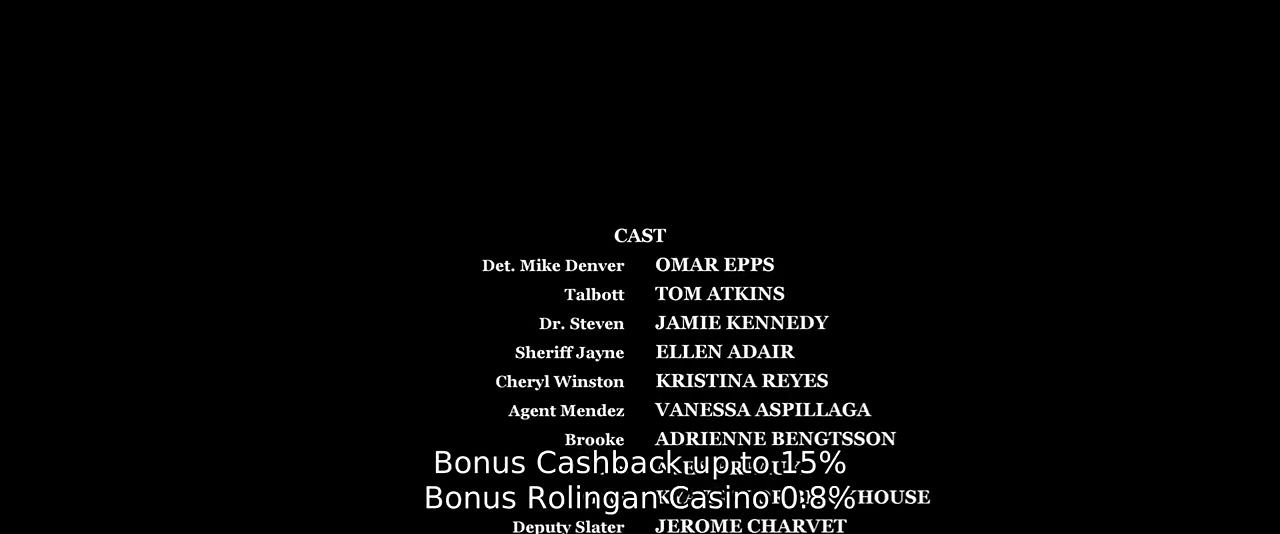 CAST
Det. Mike Denver OMAR EPPS
Talbott TOM ATKINS
Dr. Steven JAMIE KENNEDY
Sheriff Jayne ELLEN ADAIR
Cheryl Winston KRISTINA REYES
Agent Mendez VANESSA ASPILLAGA
Brooke ADRIENNE BENGTSSON
Bonus Cashback up to 15%
Bonus Rolingan Casino 0.8%
Deputy Slater JEROME CHARVET